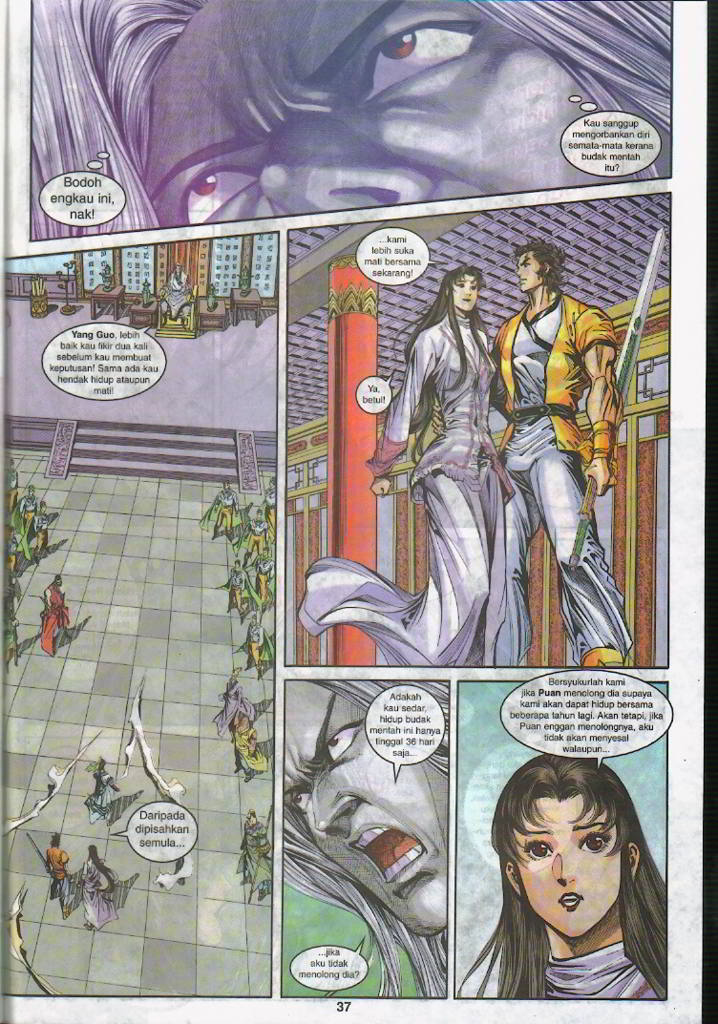 Bodoh
engkau ini,
nak!
Kau sanggup
mengorbankan diri
semata-mata kerana
budak mentah
itu?
Yang Guo, lebih
baik kau fikir dua kali
sebelum kau membuat
keputusan! Sama ada kau
hendak hidup ataupun
mati!
Daripada
dipisahkan
semula...
...kami
lebih suka
mati bersama
sekarang!
Ya,
betul!
Adakah
kau sedar,
hidup budak
mentah ini hanya
tinggal 36 hari
saja...
...jika
aku tidak
menolong dia?
Bersyukurlah kami
jika Puan menolong dia supaya
kami akan dapat hidup bersama
beberapa tahun lagi. Akan tetapi, jika
Puan enggan menolongnya, aku
tidak akan menyesal
walaupun...
37